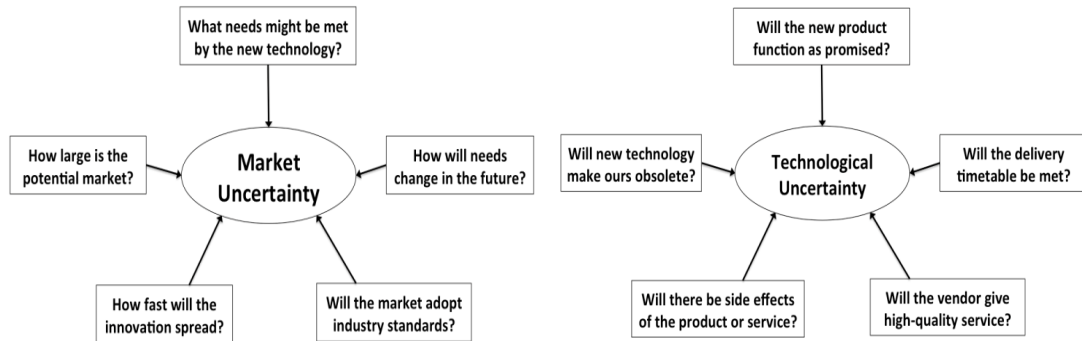 What needs might be met
by the new technology?
How large is the
potential market?
Market
Uncertainty
How will needs
change in the future?
How fast will the
innovation spread?
Will the market adopt
industry standards?
Will the new product
function as promised?
Will new technology
make ours obsolete?
Technological
Uncertainty
Will the delivery
timetable be met?
Will there be side effects
of the product or service?
Will the vendor give
high-quality service?